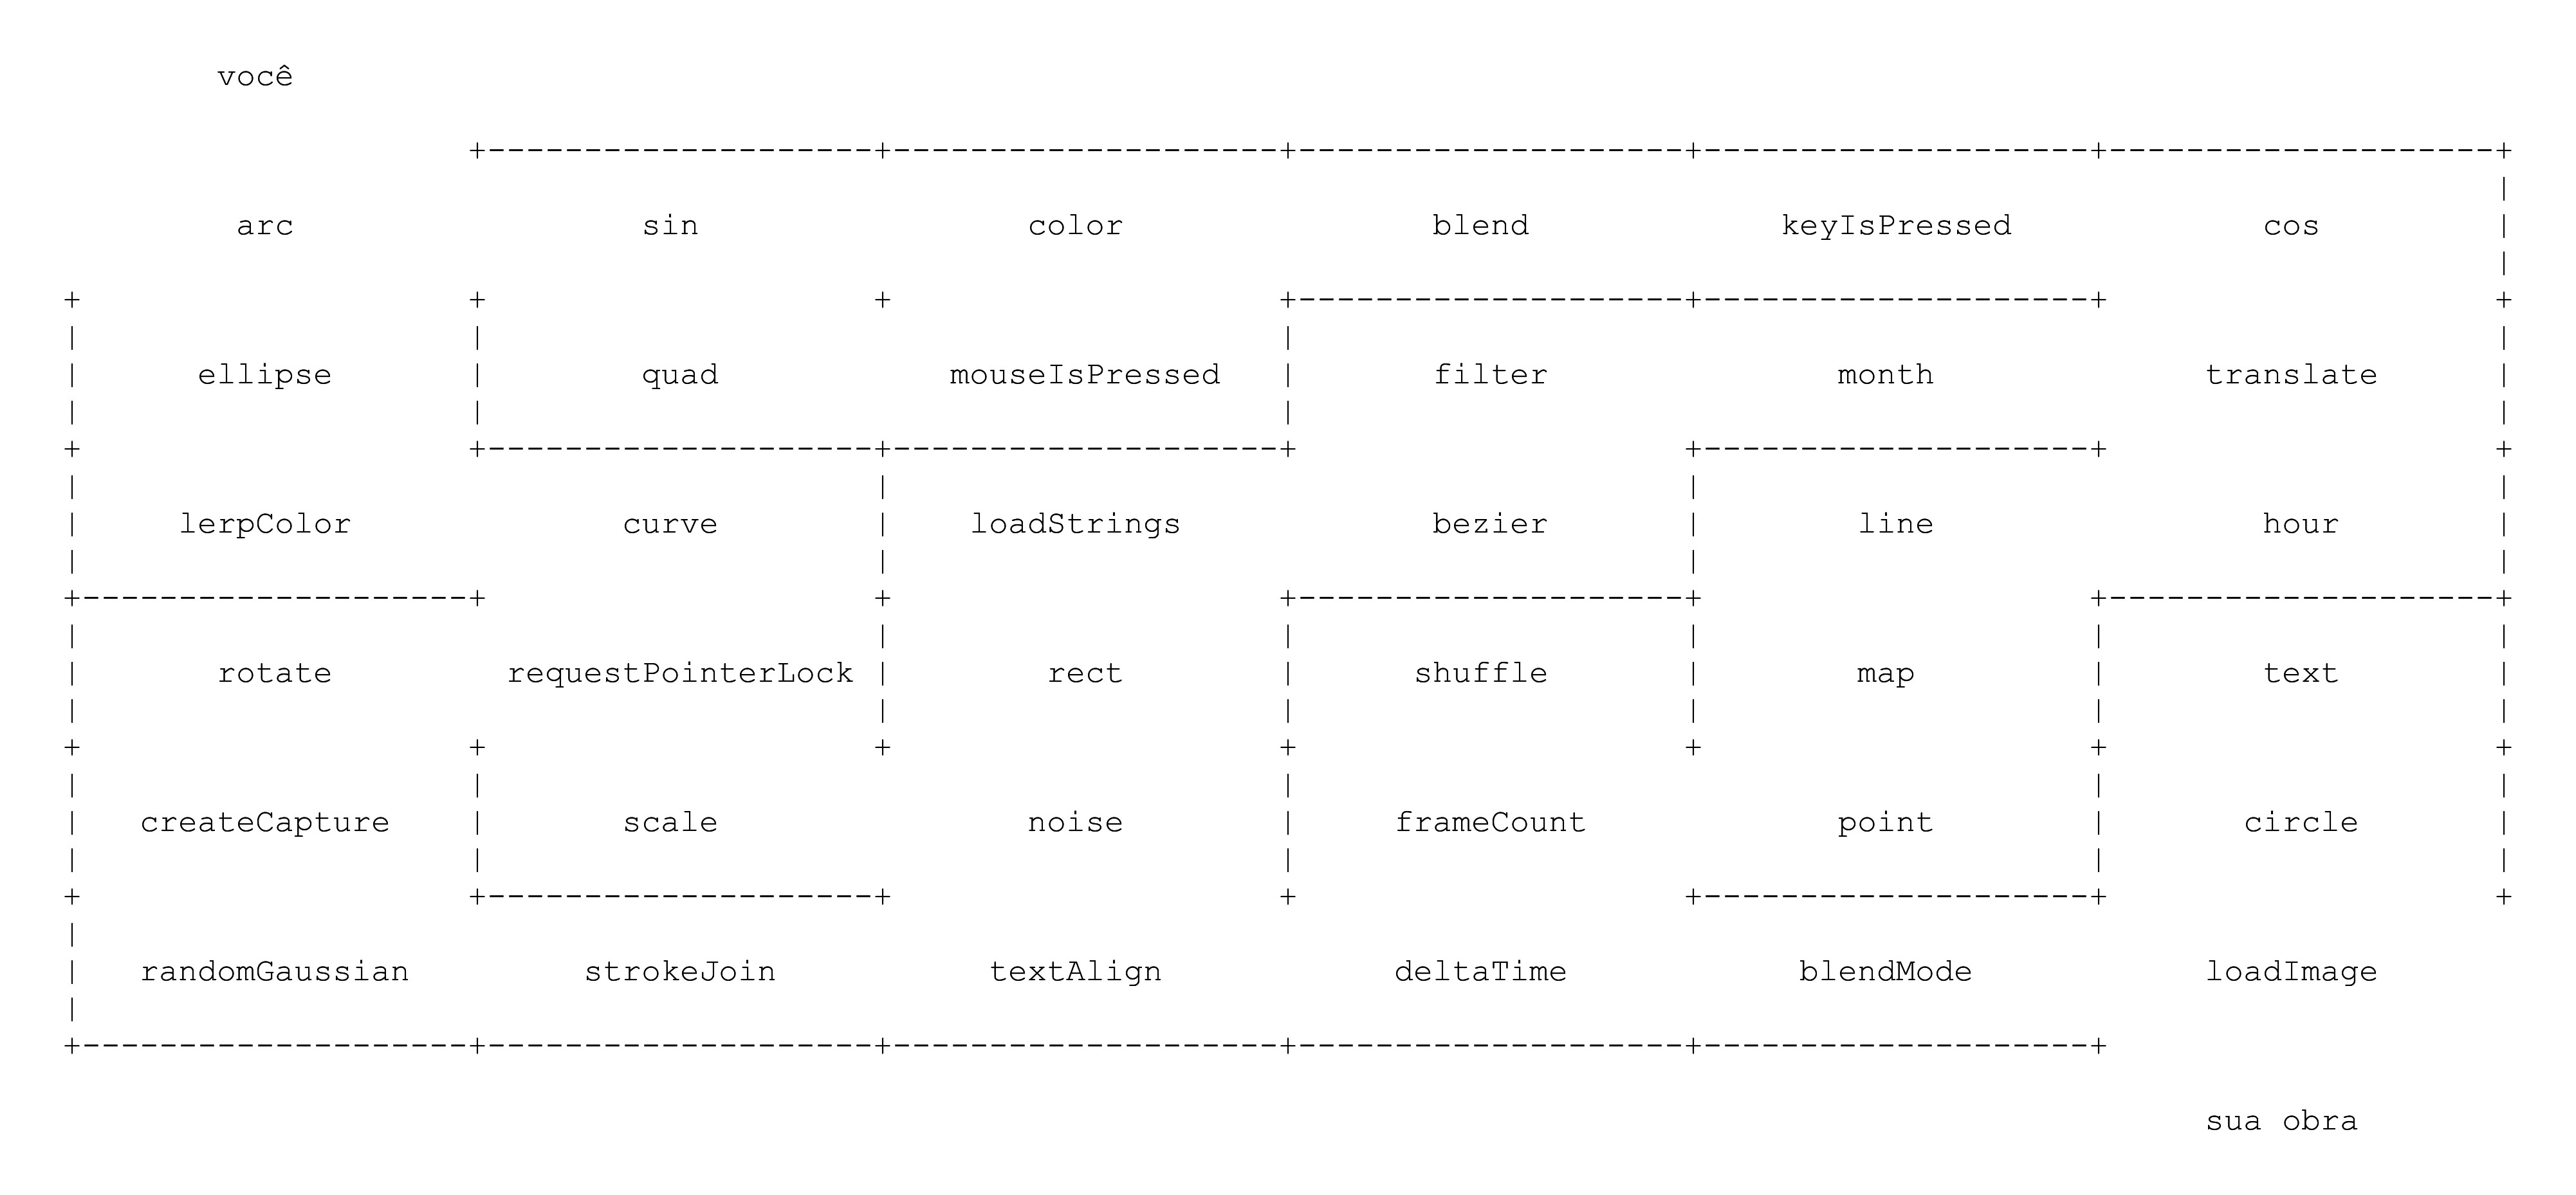 você
arc sin color blend keyIsPressed cos
ellipse quad mouseIsPressed filter month translate
lerpColor curve loadStrings bezier line hour
rotate requestPointerLock rect shuffle map text
createCapture scale noise frameCount point circle
randomGaussian strokeJoin textAlign deltaTime blendMode loadImage
sua obra